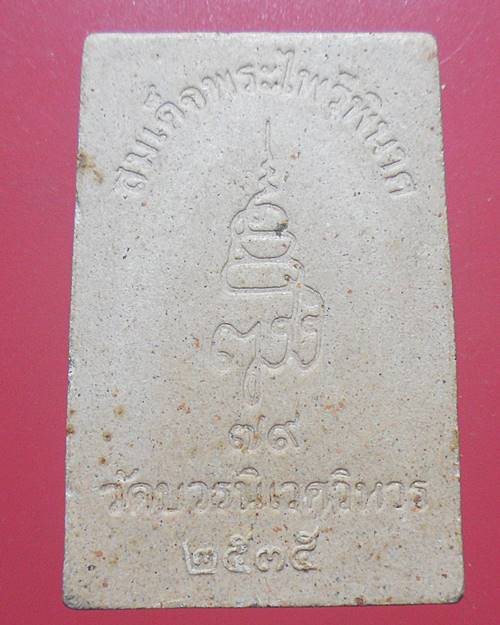 สมเด็จพระไพรีพินาศ
๗๙
วัดบวรนิเวศวิหาร
๒๕๓๕